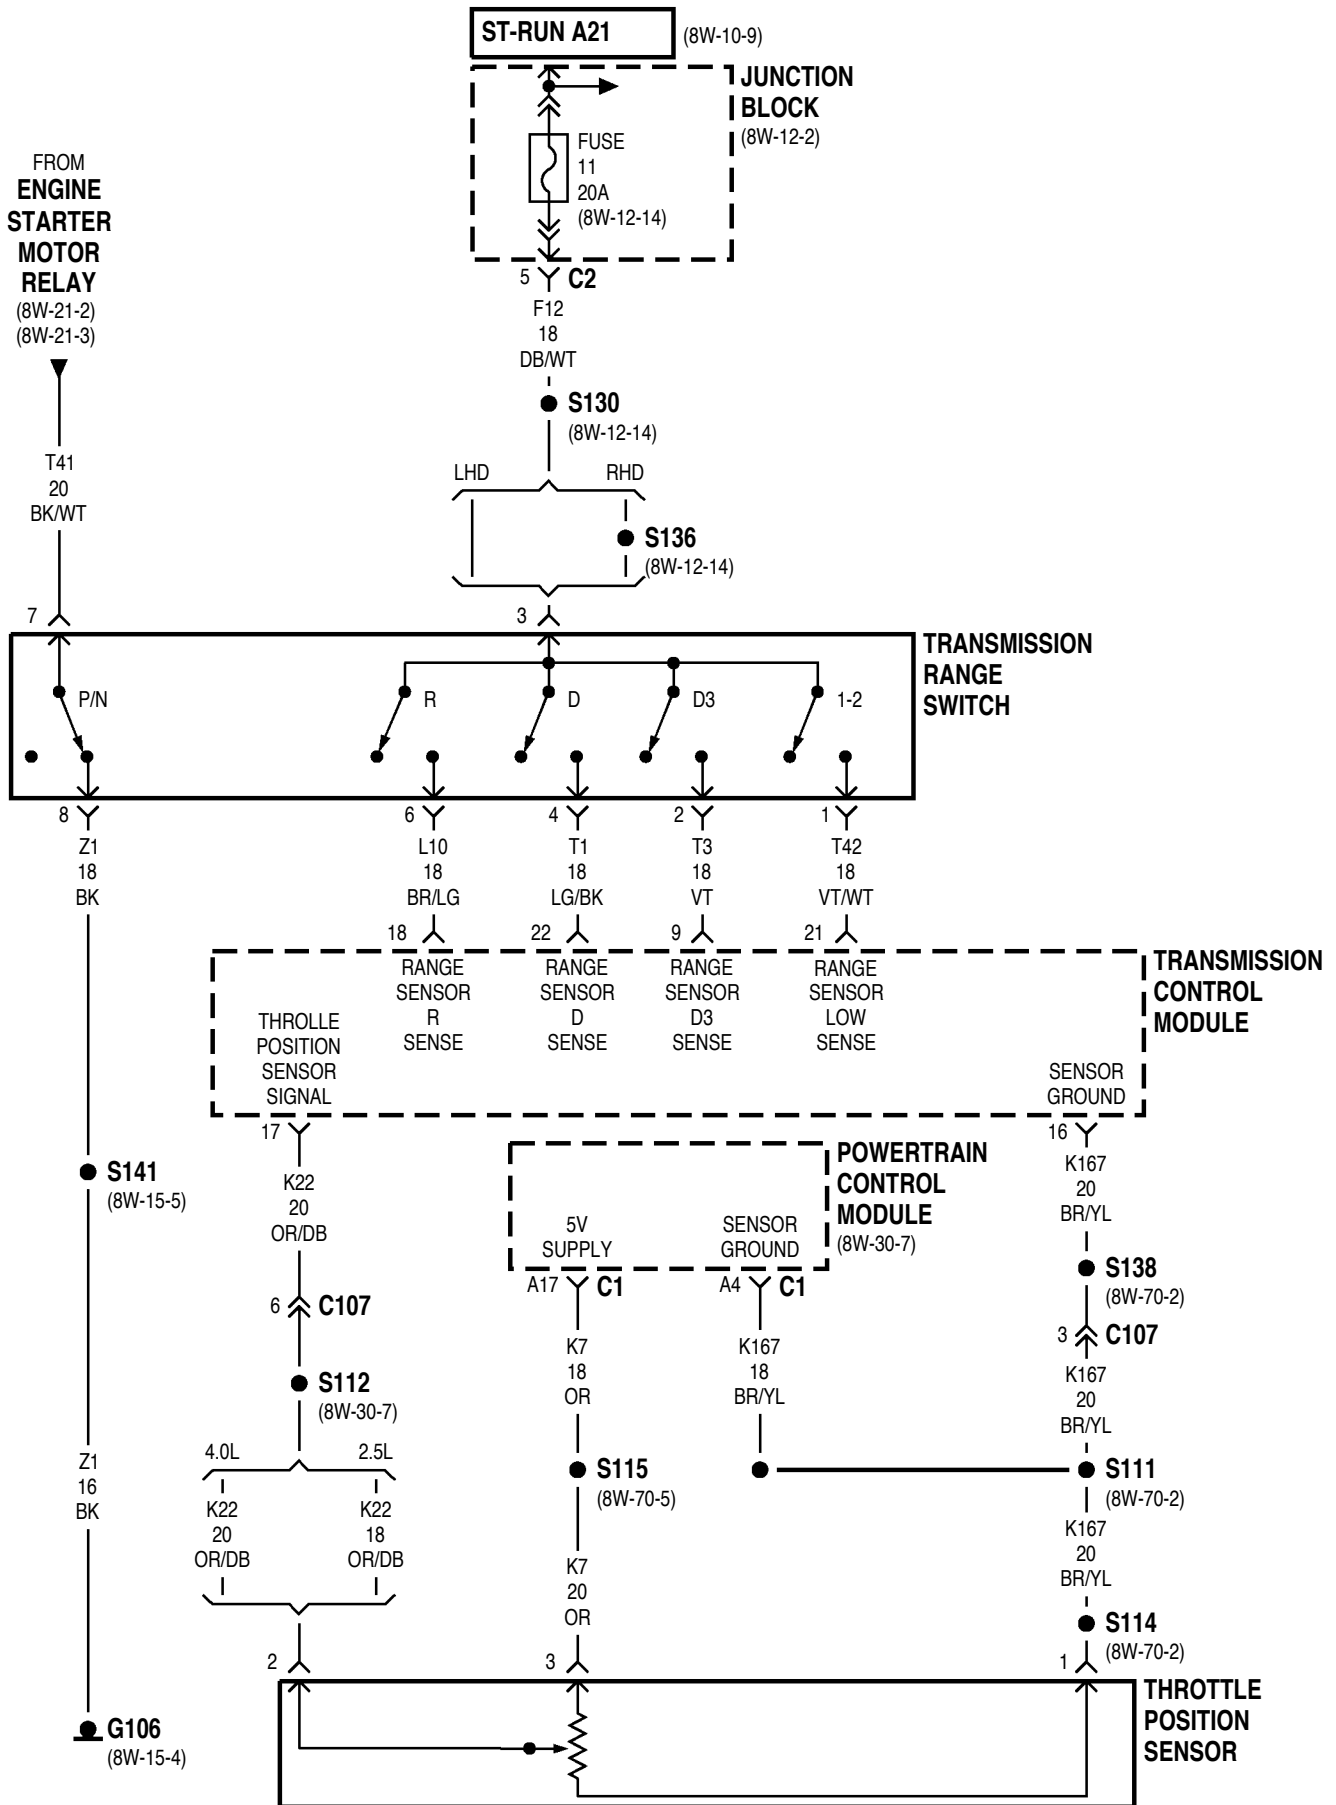 ST-RUN A21
(8W-10-9)
JUNCTION
BLOCK
(8W-12-2)
FUSE
11
20A
(8W-12-14)
FROM
ENGINE
STARTER
MOTOR
RELAY
(8W-21-2)
(8W-21-3)
5
C2
F12
18
DB/WT
S130
(8W-12-14)
LHD
RHD
S136
(8W-12-14)
T41
20
BK/WT
7
3
TRANSMISSION
RANGE
SWITCH
P/N
R
D
D3
1-2
8
6
4
2
1
Z1
18
BK
L10
18
BR/LG
T1
18
LG/BK
T3
18
VT
T42
18
VT/WT
18
22
9
21
TRANSMISSION
CONTROL
MODULE
RANGE
SENSOR
R
SENSE
RANGE
SENSOR
D
SENSE
RANGE
SENSOR
D3
SENSE
RANGE
SENSOR
LOW
SENSE
THROLLE
POSITION
SENSOR
SIGNAL
SENSOR
GROUND
17
16
S141
(8W-15-5)
K22
20
OR/DB
POWERTRAIN
CONTROL
MODULE
(8W-30-7)
5V
SUPPLY
SENSOR
GROUND
K167
20
BR/YL
S138
(8W-70-2)
A17
C1
A4
C1
6
C107
3
C107
K7
18
OR
K167
18
BR/YL
K167
20
BR/YL
S112
(8W-30-7)
4.0L
2.5L
Z1
16
BK
S115
(8W-70-5)
S111
(8W-70-2)
K22
20
OR/DB
K22
18
OR/DB
K7
20
OR
K167
20
BR/YL
S114
(8W-70-2)
2
3
1
THROTTLE
POSITION
SENSOR
G106
(8W-15-4)